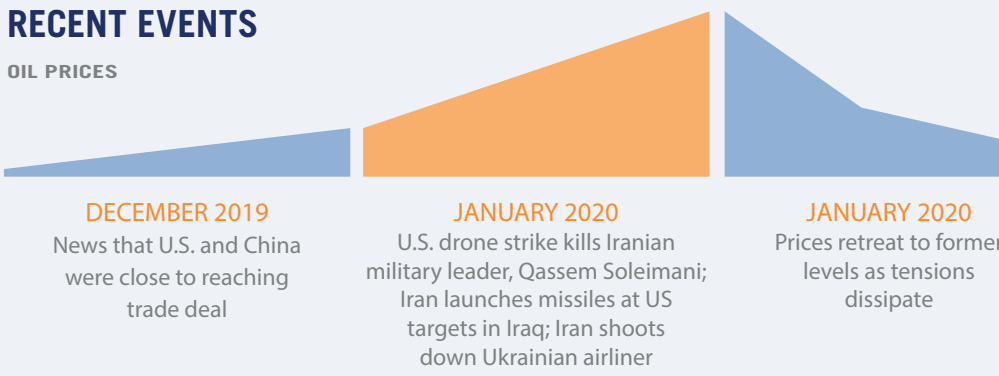 RECENT EVENTS
OIL PRICES
DECEMBER 2019
News that U.S. and China
were close to reaching
trade deal
JANUARY 2020
U.S. drone strike kills Iranian
military leader, Qassem Soleimani;
Iran launches missiles at US
targets in Iraq; Iran shoots
down Ukrainian airliner
JANUARY 2020
Prices retreat to former
levels as tensions
dissipate